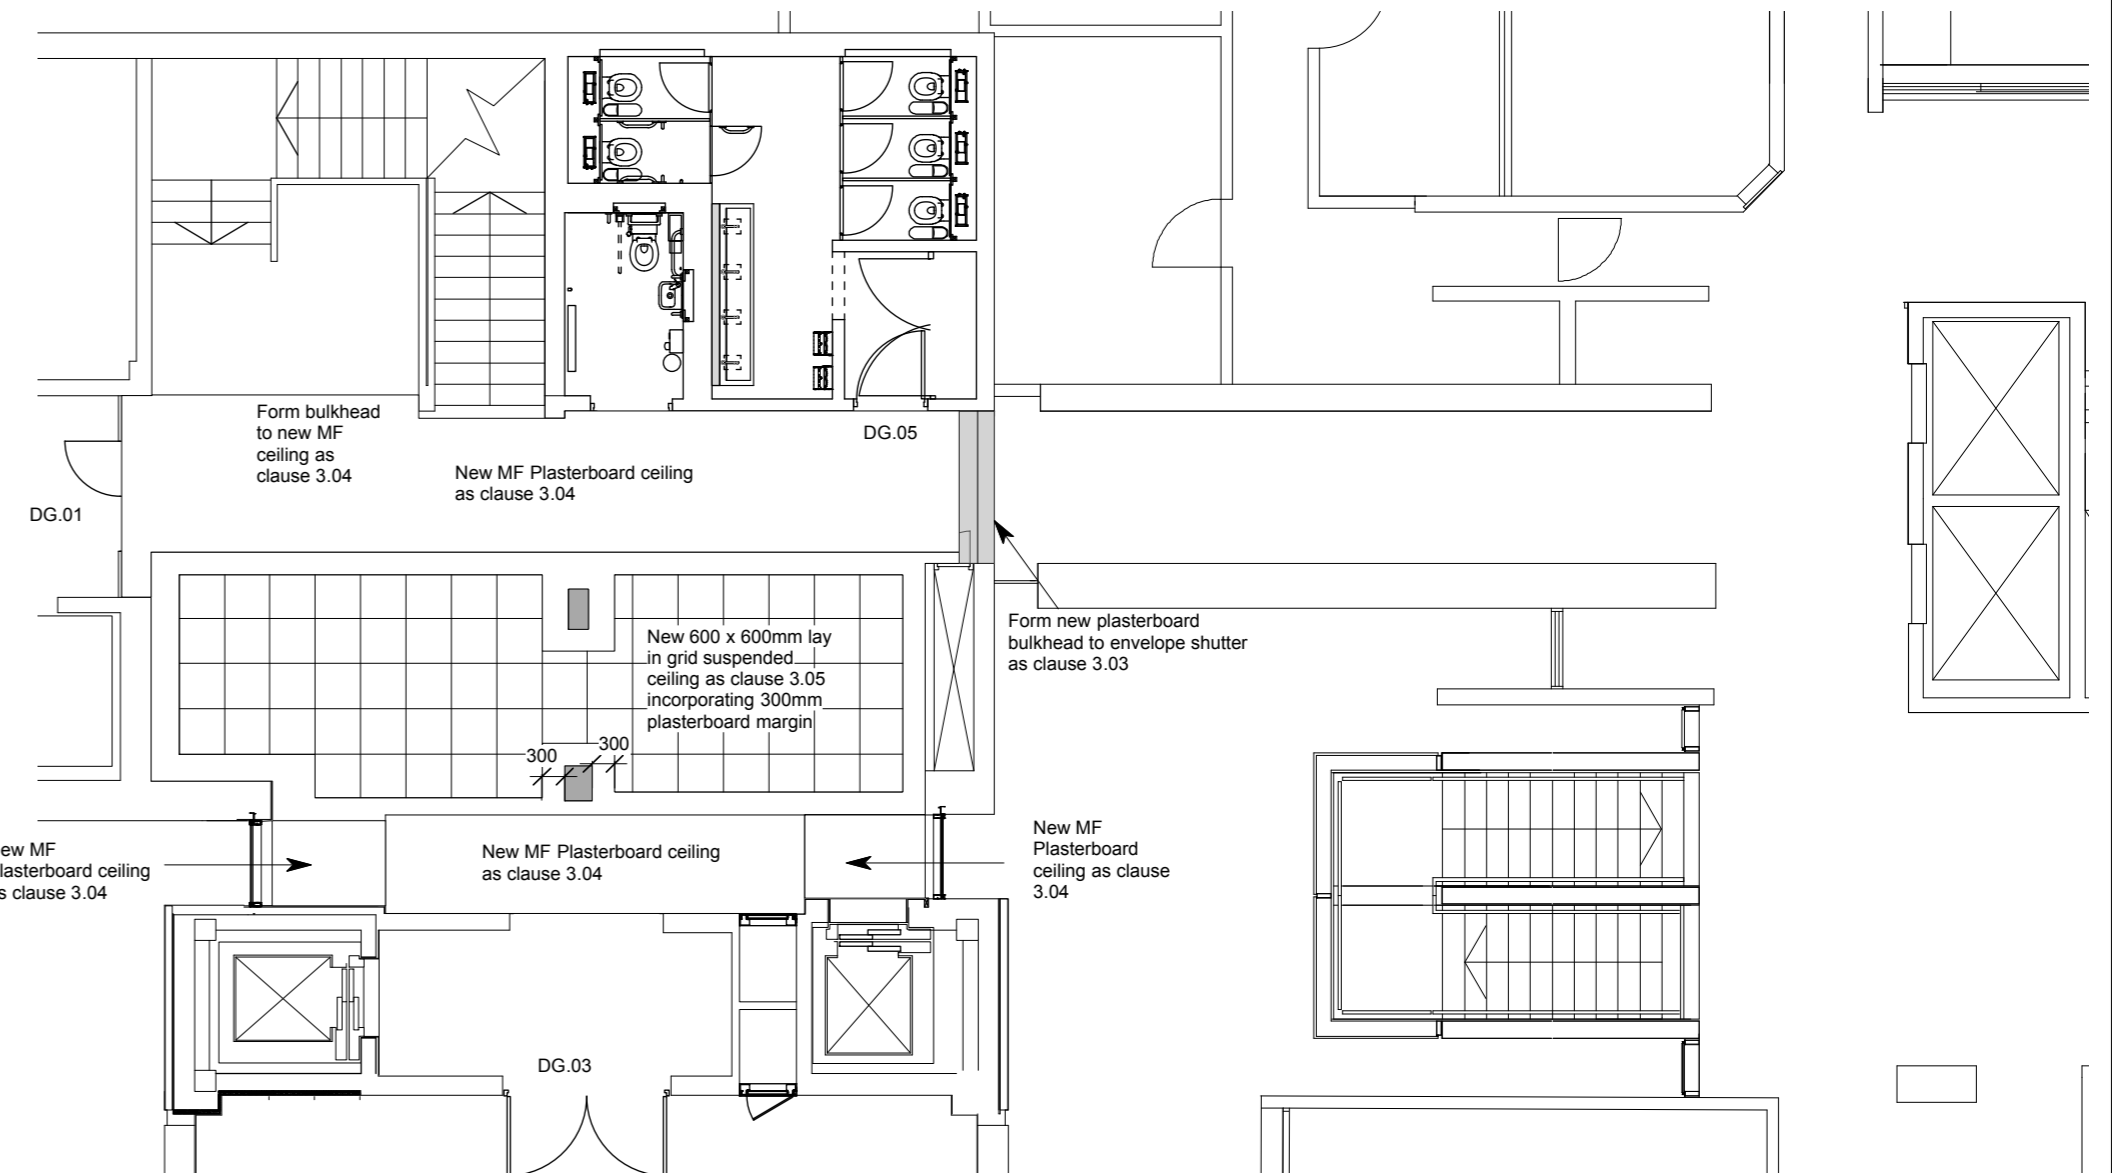 Form bulkhead
to new MF
ceiling as
clause 3.04
New MF Plasterboard ceiling
as clause 3.04
DG.05
DG.01
New 600 x 600mm lay
in grid suspended
ceiling as clause 3.05
incorporating 300mm
plasterboard margin
300
300
Form new plasterboard
bulkhead to envelope shutter
as clause 3.03
ew MF
lasterboard ceiling
s clause 3.04
New MF Plasterboard ceiling
as clause 3.04
New MF
Plasterboard
ceiling as clause
3.04
DG.03